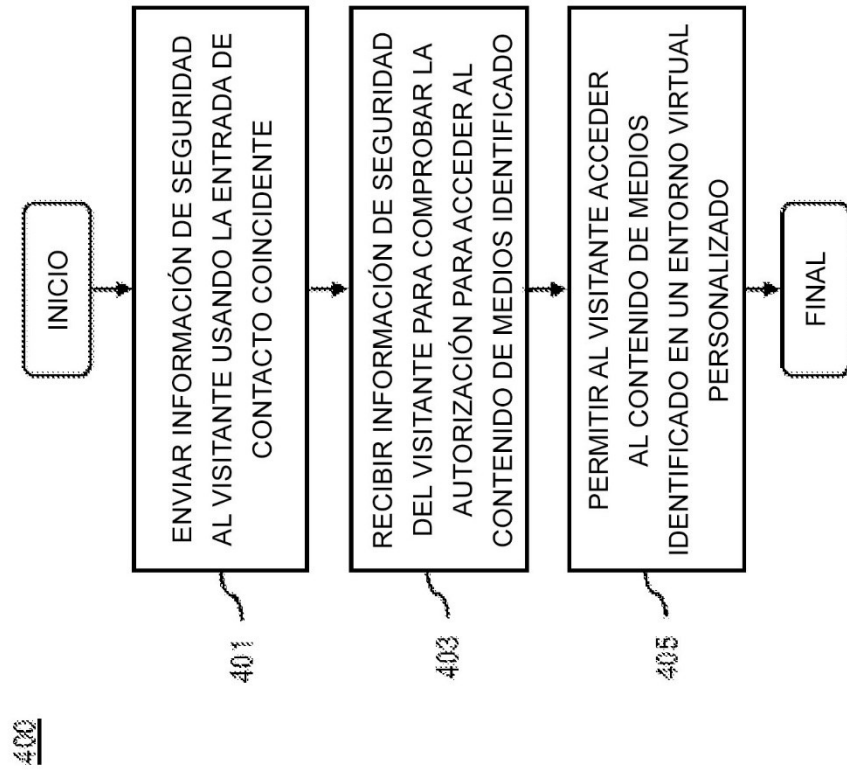 400
INICIO
401
ENVIAR INFORMACIÓN DE SEGURIDAD
AL VISITANTE USANDO LA ENTRADA DE
CONTACTO COINCIDENTE
403
RECIBIR INFORMACIÓN DE SEGURIDAD
DEL VISITANTE PARA COMPROBAR LA
AUTORIZACIÓN PARA ACCEDER AL
CONTENIDO DE MEDIOS IDENTIFICADO
405
PERMITIR AL VISITANTE ACCEDER
AL CONTENIDO DE MEDIOS
IDENTIFICADO EN UN ENTORNO VIRTUAL
PERSONALIZADO
FINAL